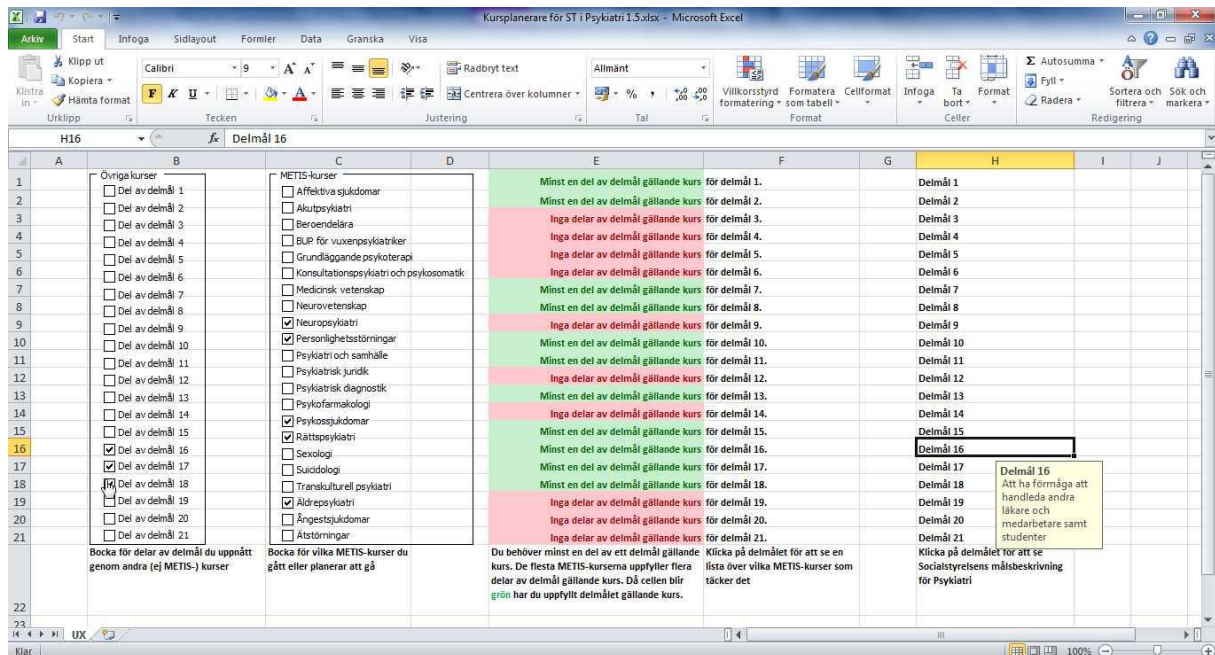 Kursplanerare för ST i Psykiatri 1.5.xlsx - Microsoft Excel
Arkiv Start Infoga Sidlayout Formler Data Granska Visa
Klistra in
Klipp ut
Kopiera
Hämta format
Urklipp
Calibri 9
F K U
Tecken
Radbryt text
Centrera över kolumner
Justering
Allmänt
% ,
Tal
Villkorsstyrd formatering
Formatera som tabell
Cellformat
Format
Infoga
Ta bort
Format
Celler
Σ Autosumma
Fyll
Radera
Sortera och filtrera
Sök och markera
Redigering
H16 fx Delmål 16
A B C D E F G H I J
Övriga kurser METIS-kurser
1 Del av delmål 1 Affektiva sjukdomar Minst en del av delmål gällande kurs för delmål 1. Delmål 1
2 Del av delmål 2 Akutpsykiatri Minst en del av delmål gällande kurs för delmål 2. Delmål 2
3 Del av delmål 3 Beroendelära Inga delar av delmål gällande kurs för delmål 3. Delmål 3
4 Del av delmål 4 BUP för vuxenpsykiatriker Inga delar av delmål gällande kurs för delmål 4. Delmål 4
5 Del av delmål 5 Grundläggande psykoterapi Inga delar av delmål gällande kurs för delmål 5. Delmål 5
6 Del av delmål 6 Konsultationspsykiatri och psykosomatik Inga delar av delmål gällande kurs för delmål 6. Delmål 6
7 Del av delmål 7 Medicinsk vetenskap Minst en del av delmål gällande kurs för delmål 7. Delmål 7
8 Del av delmål 8 Neurovetenskap Minst en del av delmål gällande kurs för delmål 8. Delmål 8
9 Del av delmål 9 Neuropsykiatri Inga delar av delmål gällande kurs för delmål 9. Delmål 9
10 Del av delmål 10 Personlighetsstörningar Minst en del av delmål gällande kurs för delmål 10. Delmål 10
11 Del av delmål 11 Psykiatri och samhälle Minst en del av delmål gällande kurs för delmål 11. Delmål 11
12 Del av delmål 12 Psykiatrisk juridik Inga delar av delmål gällande kurs för delmål 12. Delmål 12
13 Del av delmål 13 Psykiatrisk diagnostik Minst en del av delmål gällande kurs för delmål 13. Delmål 13
14 Del av delmål 14 Psykofarmakologi Inga delar av delmål gällande kurs för delmål 14. Delmål 14
15 Del av delmål 15 Psykossjukdomar Minst en del av delmål gällande kurs för delmål 15. Delmål 15
16 Del av delmål 16 Rättspsykiatri Minst en del av delmål gällande kurs för delmål 16. Delmål 16
17 Del av delmål 17 Sexologi Minst en del av delmål gällande kurs för delmål 17. Delmål 17
18 Del av delmål 18 Suicidologi Minst en del av delmål gällande kurs för delmål 18. Delmål 18
19 Del av delmål 19 Transkulturell psykiatri Inga delar av delmål gällande kurs för delmål 19. Delmål 19
20 Del av delmål 20 Äldrepsykiatri Inga delar av delmål gällande kurs för delmål 20. Delmål 20
21 Del av delmål 21 Ångestsjukdomar Inga delar av delmål gällande kurs för delmål 21. Delmål 21
Ätstörningar
Delmål 16
Att ha förmåga att
handleda andra
läkare och
medarbetare samt
studenter
22
Bocka för delar av delmål du uppnått
genom andra (ej METIS-) kurser
Bocka för vilka METIS-kurser du
gått eller planerar att gå
Du behöver minst en del av ett delmål gällande
kurs. De flesta METIS-kurserna uppfyller flera
delar av delmål gällande kurs. Då cellen blir
grön har du uppfyllt delmålet gällande kurs.
Klicka på delmålet för att se en
lista över vilka METIS-kurser som
täcker det
Klicka på delmålet för att se
Socialstyrelsens målsbeskrivning
för Psykiatri
23
UX
Klar 100%